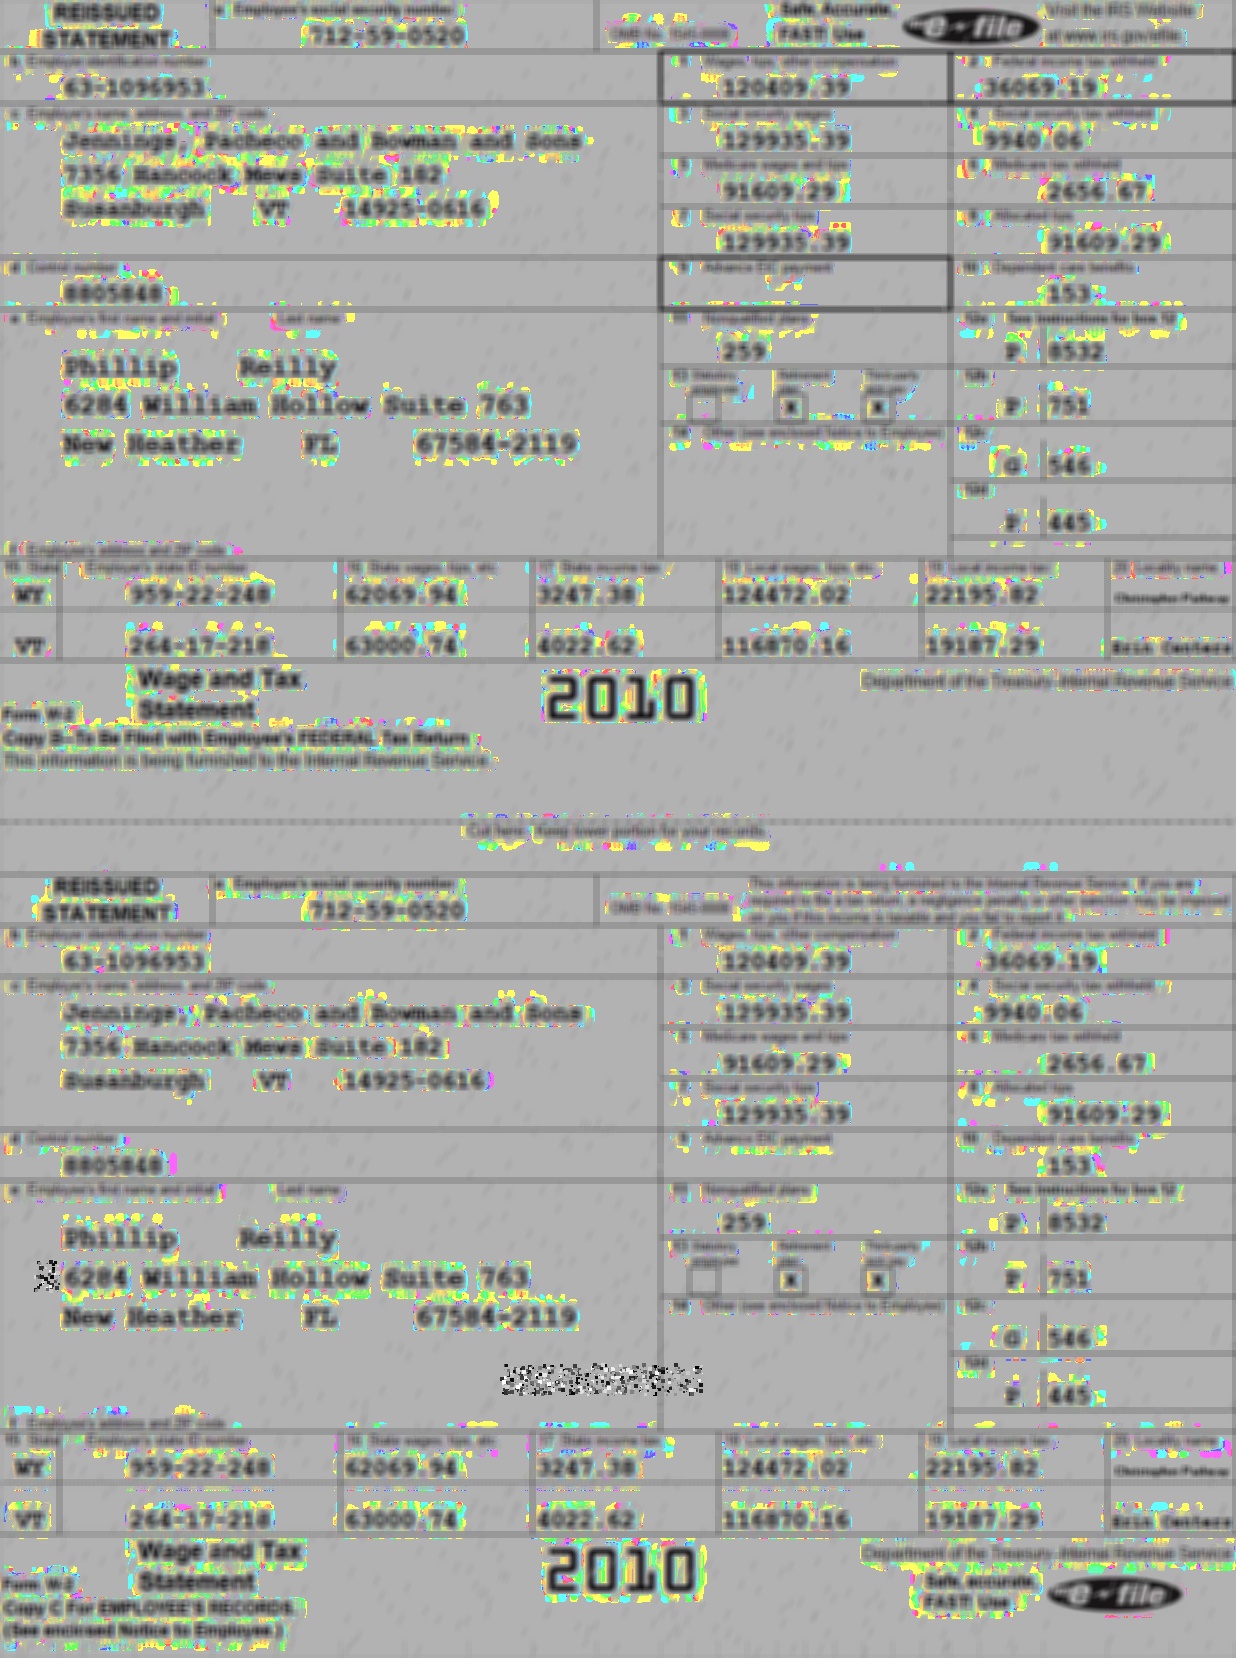 REISSUED STATEMENT
a Employee's social security number
712-59-0520
OMB No. 1545-0008
Safe, Accurate, FAST! Use
e-file
Visit the IRS Website at www.irs.gov/efile
b Employer identification number
63-1096953
1 Wages, tips, other compensation
120409.39
2 Federal income tax withheld
36069.19
c Employer's name, address, and ZIP code
Jennings, Pacheco and Bowman and Sons
7356 Hancock Mews Suite 182
Susanburgh VT 14925-0616
3 Social security wages
129935.39
4 Social security tax withheld
9940.06
5 Medicare wages and tips
91609.29
6 Medicare tax withheld
2656.67
7 Social security tips
129935.39
8 Allocated tips
91609.29
d Control number
8805848
9 Advance EIC payment
10 Dependent care benefits
153
e Employee's first name and initial Last name
Phillip Reilly
6284 William Hollow Suite 763
New Heather FL 67584-2119
11 Nonqualified plans
259
12a See instructions for box 12
P 8532
13 Statutory employee
Retirement plan
X
Third-party sick pay
X
12b
P 751
14 Other (see enclosed Notice to Employee)
12c
G 546
12d
P 445
f Employee's address and ZIP code
15 State Employer's state ID number 16 State wages, tips, etc. 17 State income tax 18 Local wages, tips, etc. 19 Local income tax 20 Locality name
959-22-248 62069.94 3247.38 124472.02 22195.82
VT 264-17-218 63000.74 4022.62 116870.16 19187.29
Form W-2
Wage and Tax Statement
2010
Department of the Treasury-Internal Revenue Service
Copy B-To Be Filed with Employee's FEDERAL Tax Return.
This information is being furnished to the Internal Revenue Service.
Cut here. Keep lower portion for your records.
REISSUED STATEMENT
a Employee's social security number
712-59-0520
OMB No. 1545-0008
This information is being furnished to the Internal Revenue Service. If you are
required to file a tax return, a negligence penalty or other sanction may be imposed
on you if this income is taxable and you fail to report it.
b Employer identification number
63-1096953
1 Wages, tips, other compensation
120409.39
2 Federal income tax withheld
36069.19
c Employer's name, address, and ZIP code
Jennings, Pacheco and Bowman and Sons
7356 Hancock Mews Suite 182
Susanburgh VT 14925-0616
3 Social security wages
129935.39
4 Social security tax withheld
9940.06
5 Medicare wages and tips
91609.29
6 Medicare tax withheld
2656.67
7 Social security tips
129935.39
8 Allocated tips
91609.29
d Control number
8805848
9 Advance EIC payment
10 Dependent care benefits
153
e Employee's first name and initial Last name
Phillip Reilly
6284 William Hollow Suite 763
New Heather FL 67584-2119
11 Nonqualified plans
259
12a See instructions for box 12
P 8532
13 Statutory employee
Retirement plan
X
Third-party sick pay
X
12b
P 751
14 Other (see enclosed Notice to Employee)
12c
G 546
12d
P 445
f Employee's address and ZIP code
15 State Employer's state ID number 16 State wages, tips, etc. 17 State income tax 18 Local wages, tips, etc. 19 Local income tax 20 Locality name
959-22-248 62069.94 3247.38 124472.02 22195.82
VT 264-17-218 63000.74 4022.62 116870.16 19187.29
Form W-2
Wage and Tax Statement
2010
Department of the Treasury-Internal Revenue Service
Safe, accurate, FAST! Use
e-file
Copy C For EMPLOYEE'S RECORDS.
(See enclosed Notice to Employee.)